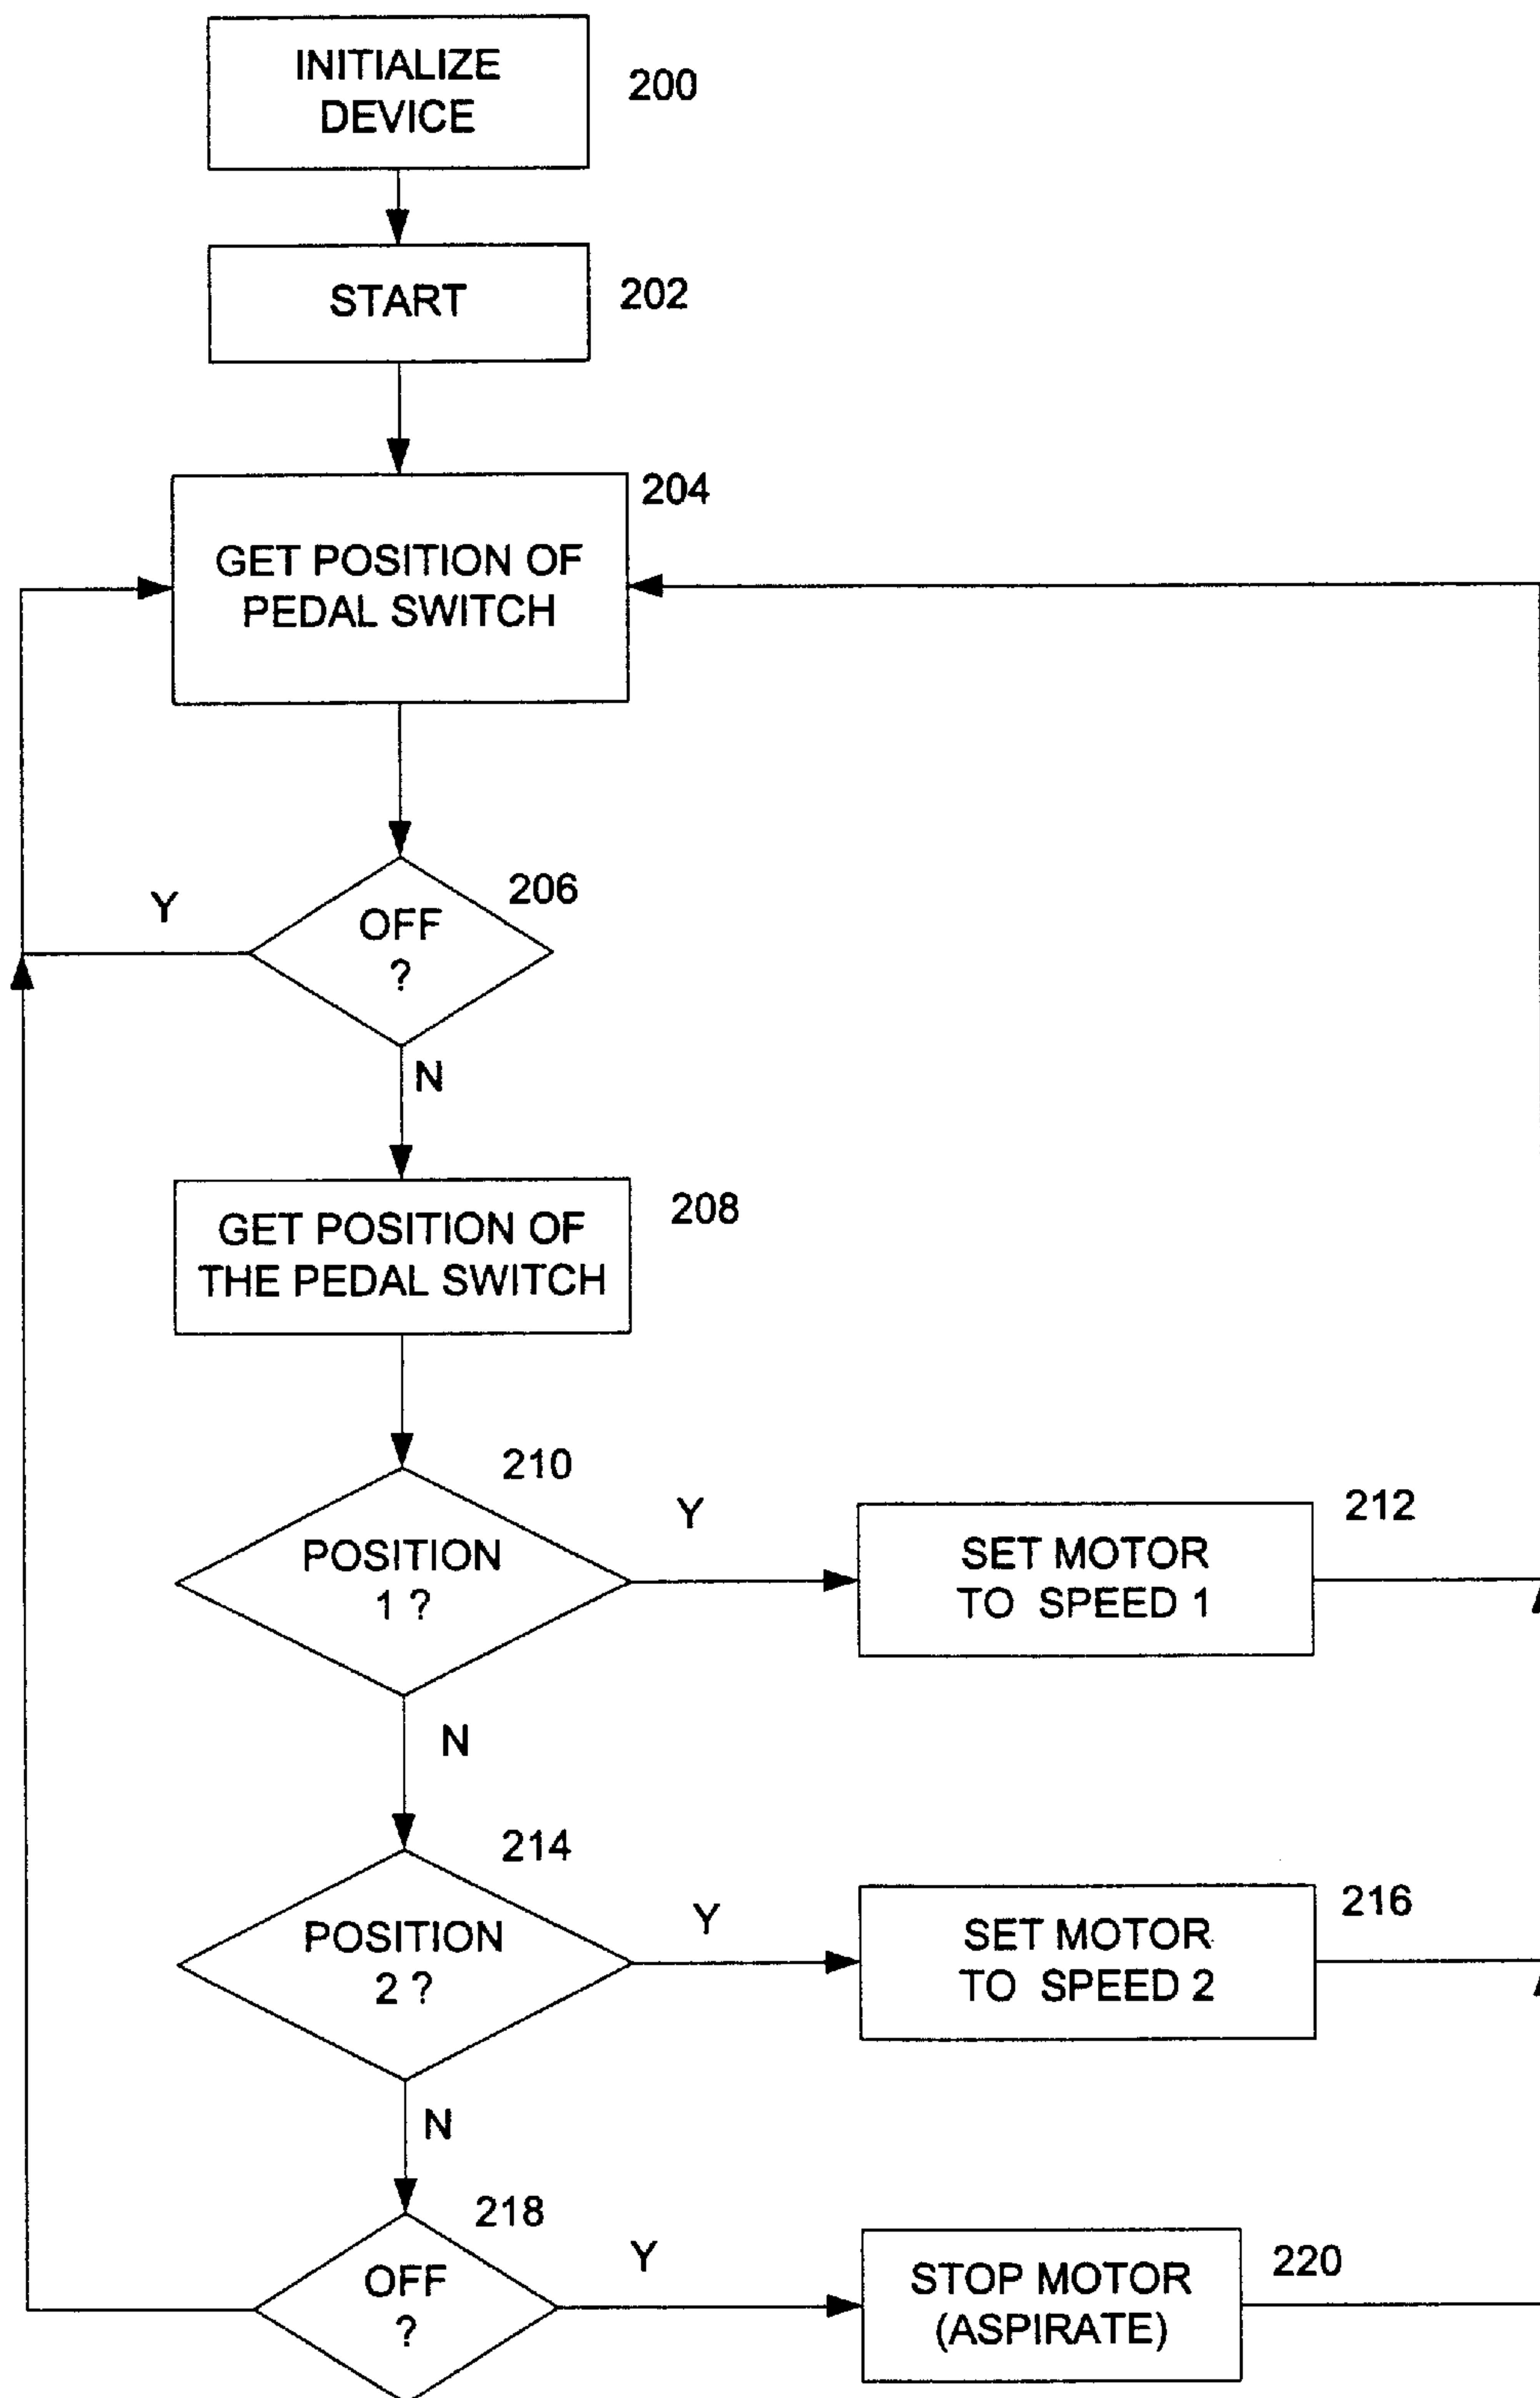 INITIALIZE
DEVICE
200
START
202
204
GET POSITION OF
PEDAL SWITCH
206
Y
OFF
?
N
208
GET POSITION OF
THE PEDAL SWITCH
210
Y
212
POSITION
1 ?
SET MOTOR
TO SPEED 1
N
214
Y
216
POSITION
2 ?
SET MOTOR
TO SPEED 2
N
218
Y
220
OFF
?
STOP MOTOR
(ASPIRATE)